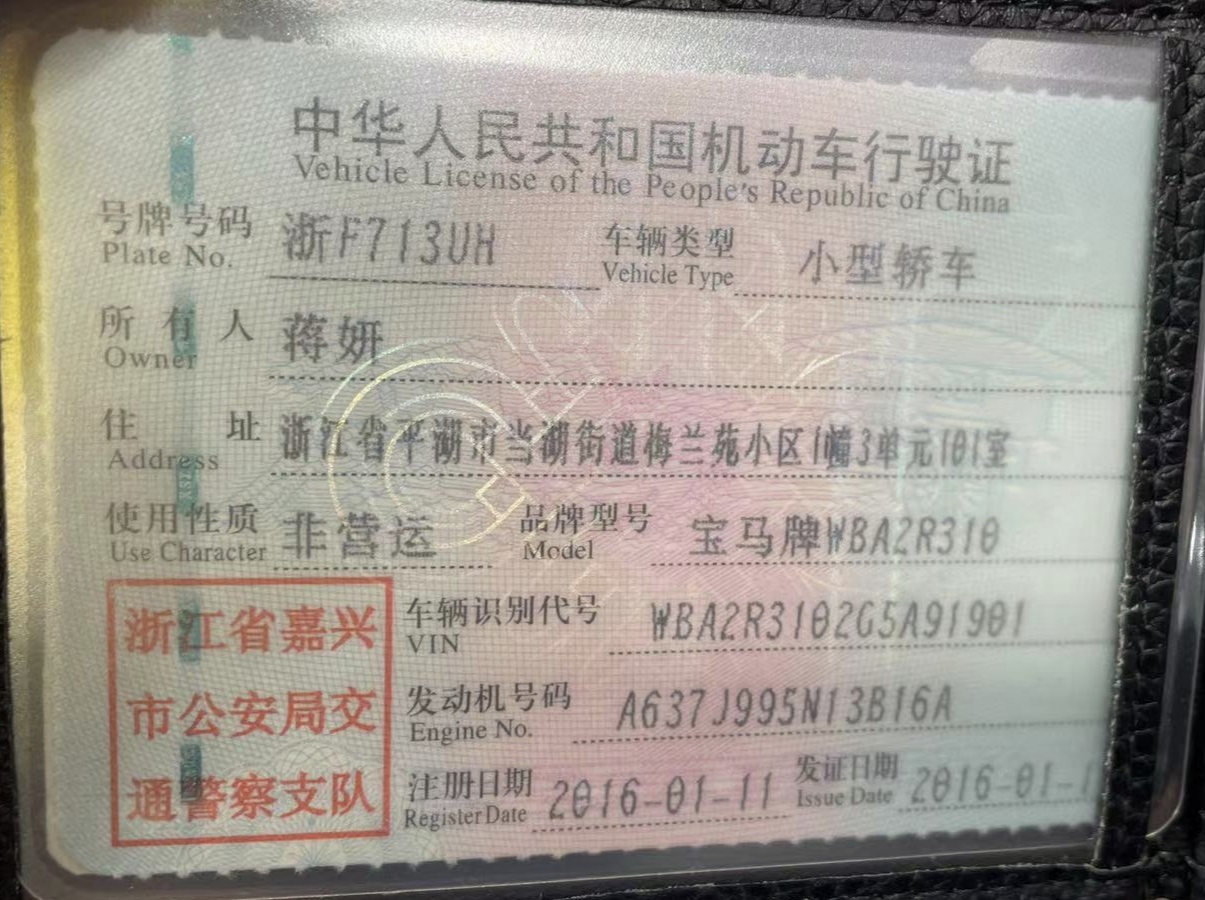 中华人民共和国机动车行驶证
Vehicle License of the People's Republic of China
号牌号码 浙F713UH 车辆类型 小型轿车
Plate No. Vehicle Type
所有人 蒋妍
Owner
住址 浙江省平湖市当湖街道梅兰苑小区1幢3单元101室
Address
使用性质 非营运 品牌型号 宝马牌WBA2R310
Use Character Model
浙江省嘉兴
市公安局交
通警察支队
车辆识别代号 WBA2R3102G5A91901
VIN
发动机号码 A637J995N13B16A
Engine No.
注册日期 2016-01-11 发证日期 2016-01-1
Register Date Issue Date